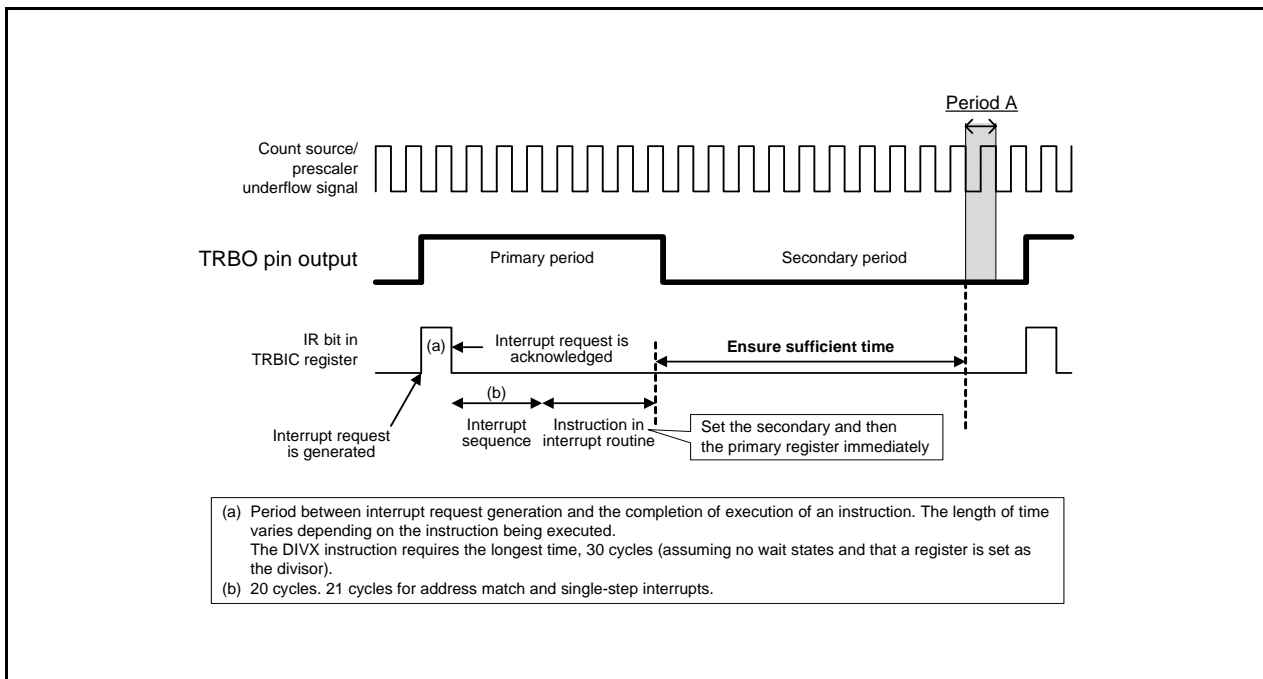 Period A
Count source/
prescaler
underflow signal
TRBO pin output
Primary period
Secondary period
IR bit in
TRBIC register
(a)
Interrupt request is
acknowledged
Ensure sufficient time
(b)
Interrupt request
is generated
Interrupt
sequence
Instruction in
interrupt routine
Set the secondary and then
the primary register immediately
(a) Period between interrupt request generation and the completion of execution of an instruction. The length of time
varies depending on the instruction being executed.
The DIVX instruction requires the longest time, 30 cycles (assuming no wait states and that a register is set as
the divisor).
(b) 20 cycles. 21 cycles for address match and single-step interrupts.